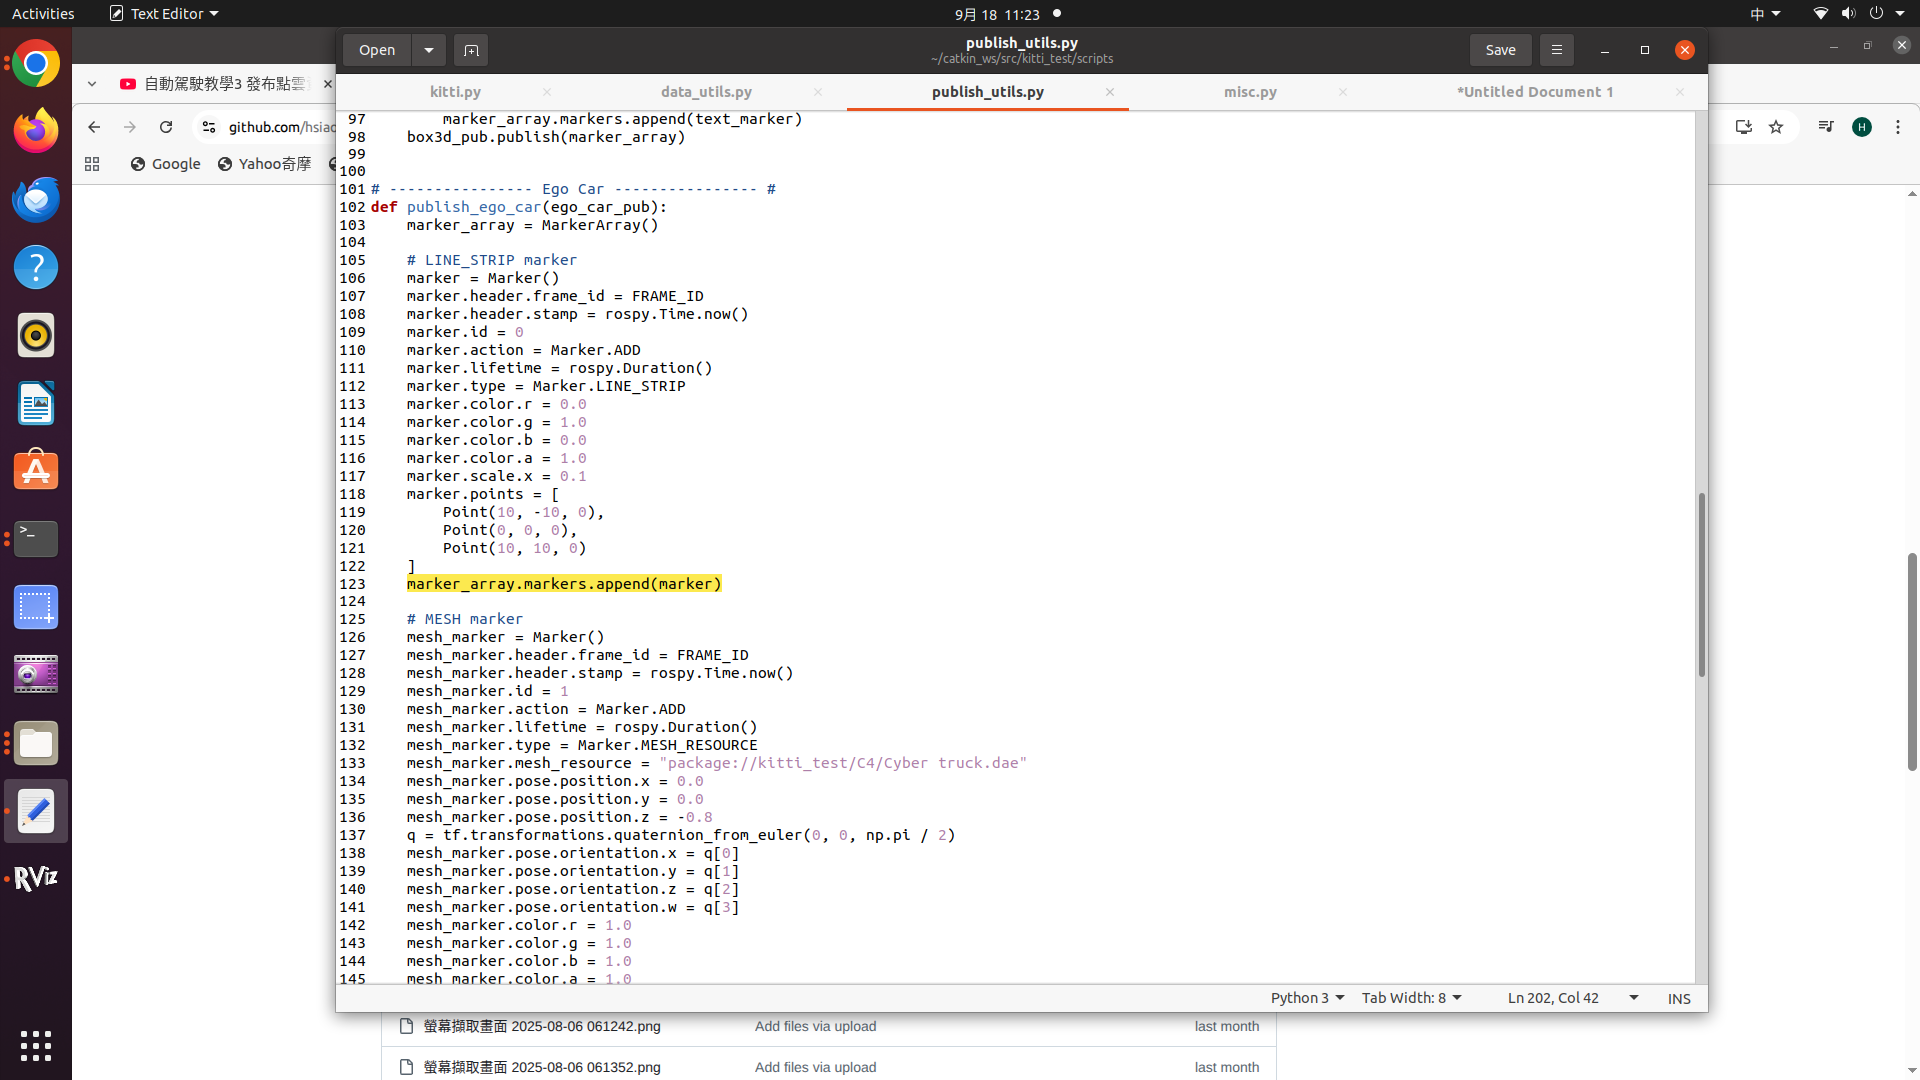 Activities
Text Editor
9月 18 11:23
中
自動駕駛教學3 發布點雲
github.com/hsiao
Google
Yahoo奇摩
H
Open
publish_utils.py
~/catkin_ws/src/kitti_test/scripts
Save
kitti.py
data_utils.py
publish_utils.py
misc.py
*Untitled Document 1
97         marker_array.markers.append(text_marker)
98     box3d_pub.publish(marker_array)
99
100
101 # ---------------- Ego Car ---------------- #
102 def publish_ego_car(ego_car_pub):
103     marker_array = MarkerArray()
104
105     # LINE_STRIP marker
106     marker = Marker()
107     marker.header.frame_id = FRAME_ID
108     marker.header.stamp = rospy.Time.now()
109     marker.id = 0
110     marker.action = Marker.ADD
111     marker.lifetime = rospy.Duration()
112     marker.type = Marker.LINE_STRIP
113     marker.color.r = 0.0
114     marker.color.g = 1.0
115     marker.color.b = 0.0
116     marker.color.a = 1.0
117     marker.scale.x = 0.1
118     marker.points = [
119         Point(10, -10, 0),
120         Point(0, 0, 0),
121         Point(10, 10, 0)
122     ]
123     marker_array.markers.append(marker)
124
125     # MESH marker
126     mesh_marker = Marker()
127     mesh_marker.header.frame_id = FRAME_ID
128     mesh_marker.header.stamp = rospy.Time.now()
129     mesh_marker.id = 1
130     mesh_marker.action = Marker.ADD
131     mesh_marker.lifetime = rospy.Duration()
132     mesh_marker.type = Marker.MESH_RESOURCE
133     mesh_marker.mesh_resource = "package://kitti_test/C4/Cyber truck.dae"
134     mesh_marker.pose.position.x = 0.0
135     mesh_marker.pose.position.y = 0.0
136     mesh_marker.pose.position.z = -0.8
137     q = tf.transformations.quaternion_from_euler(0, 0, np.pi / 2)
138     mesh_marker.pose.orientation.x = q[0]
139     mesh_marker.pose.orientation.y = q[1]
140     mesh_marker.pose.orientation.z = q[2]
141     mesh_marker.pose.orientation.w = q[3]
142     mesh_marker.color.r = 1.0
143     mesh_marker.color.g = 1.0
144     mesh_marker.color.b = 1.0
145     mesh_marker.color.a = 1.0
Python 3
Tab Width: 8
Ln 202, Col 42
INS
RViz
螢幕擷取畫面 2025-08-06 061242.png
Add files via upload
last month
螢幕擷取畫面 2025-08-06 061352.png
Add files via upload
last month